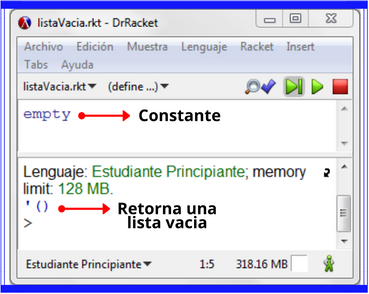 listaVacia.rkt - DrRacket
Archivo Edición Muestra Lenguaje Racket Insert
Tabs Ayuda
listaVacia.rkt▼ (define ...)▼
empty Constante
Lenguaje: Estudiante Principiante; memory
limit: 128 MB.
'() Retorna una
lista vacia
>
Estudiante Principiante▼ 1:5 318.16 MB